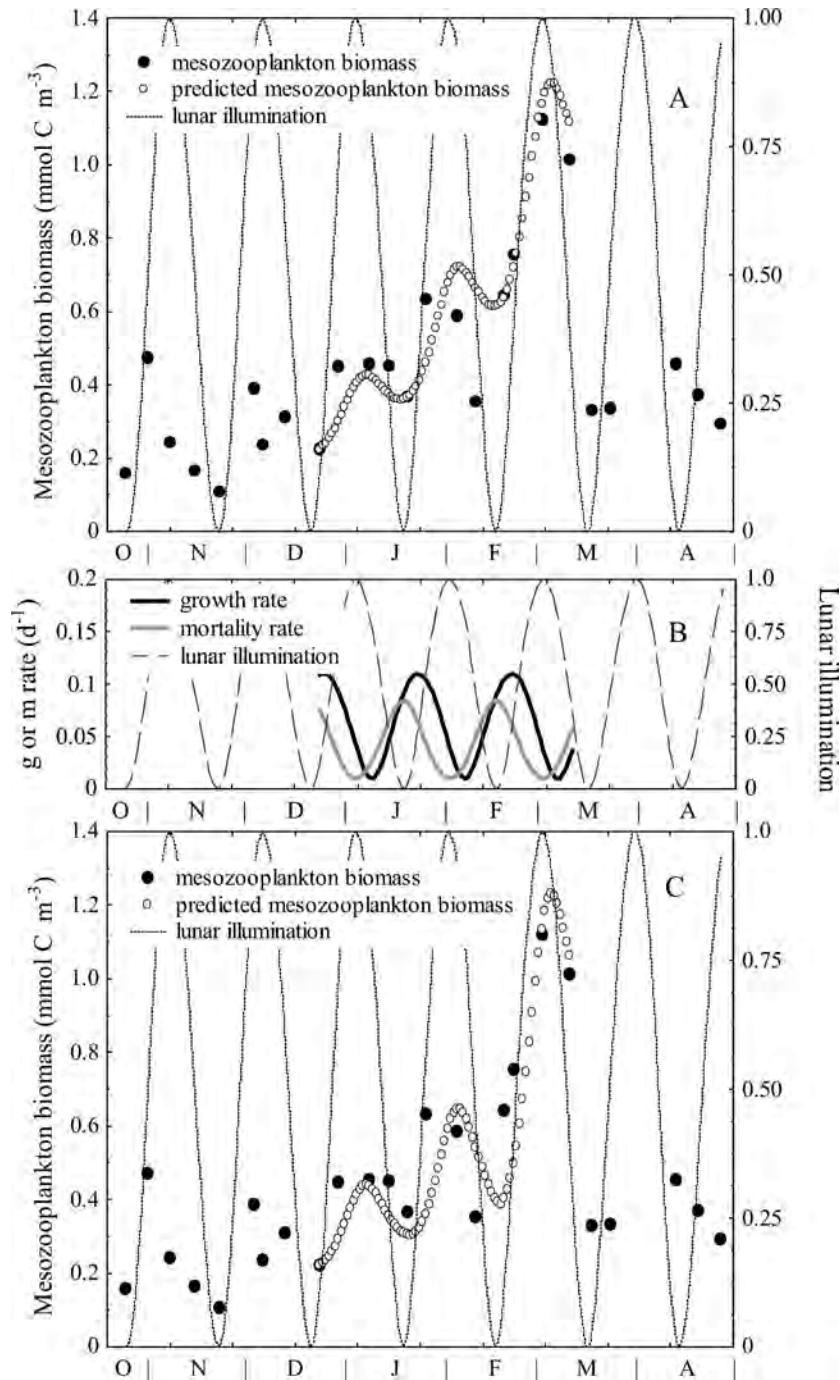 1.4
1.2
1.0
0.8
0.6
0.4
0.2
0
Mesozooplankton biomass (mmol C m⁻³)
mesozooplankton biomass
predicted mesozooplankton biomass
lunar illumination
A
1.00
0.75
0.50
0.25
0
O | N | D | J | F | M | A |
0.2
0.15
0.1
0.05
0
g or m rate (d⁻¹)
growth rate
mortality rate
lunar illumination
B
1.0
0.75
0.50
0.25
0
Lunar illumination
O | N | D | J | F | M | A |
1.4
1.2
1.0
0.8
0.6
0.4
0.2
0
Mesozooplankton biomass (mmol C m⁻³)
mesozooplankton biomass
predicted mesozooplankton biomass
lunar illumination
C
1.0
0.75
0.50
0.25
0
O | N | D | J | F | M | A |